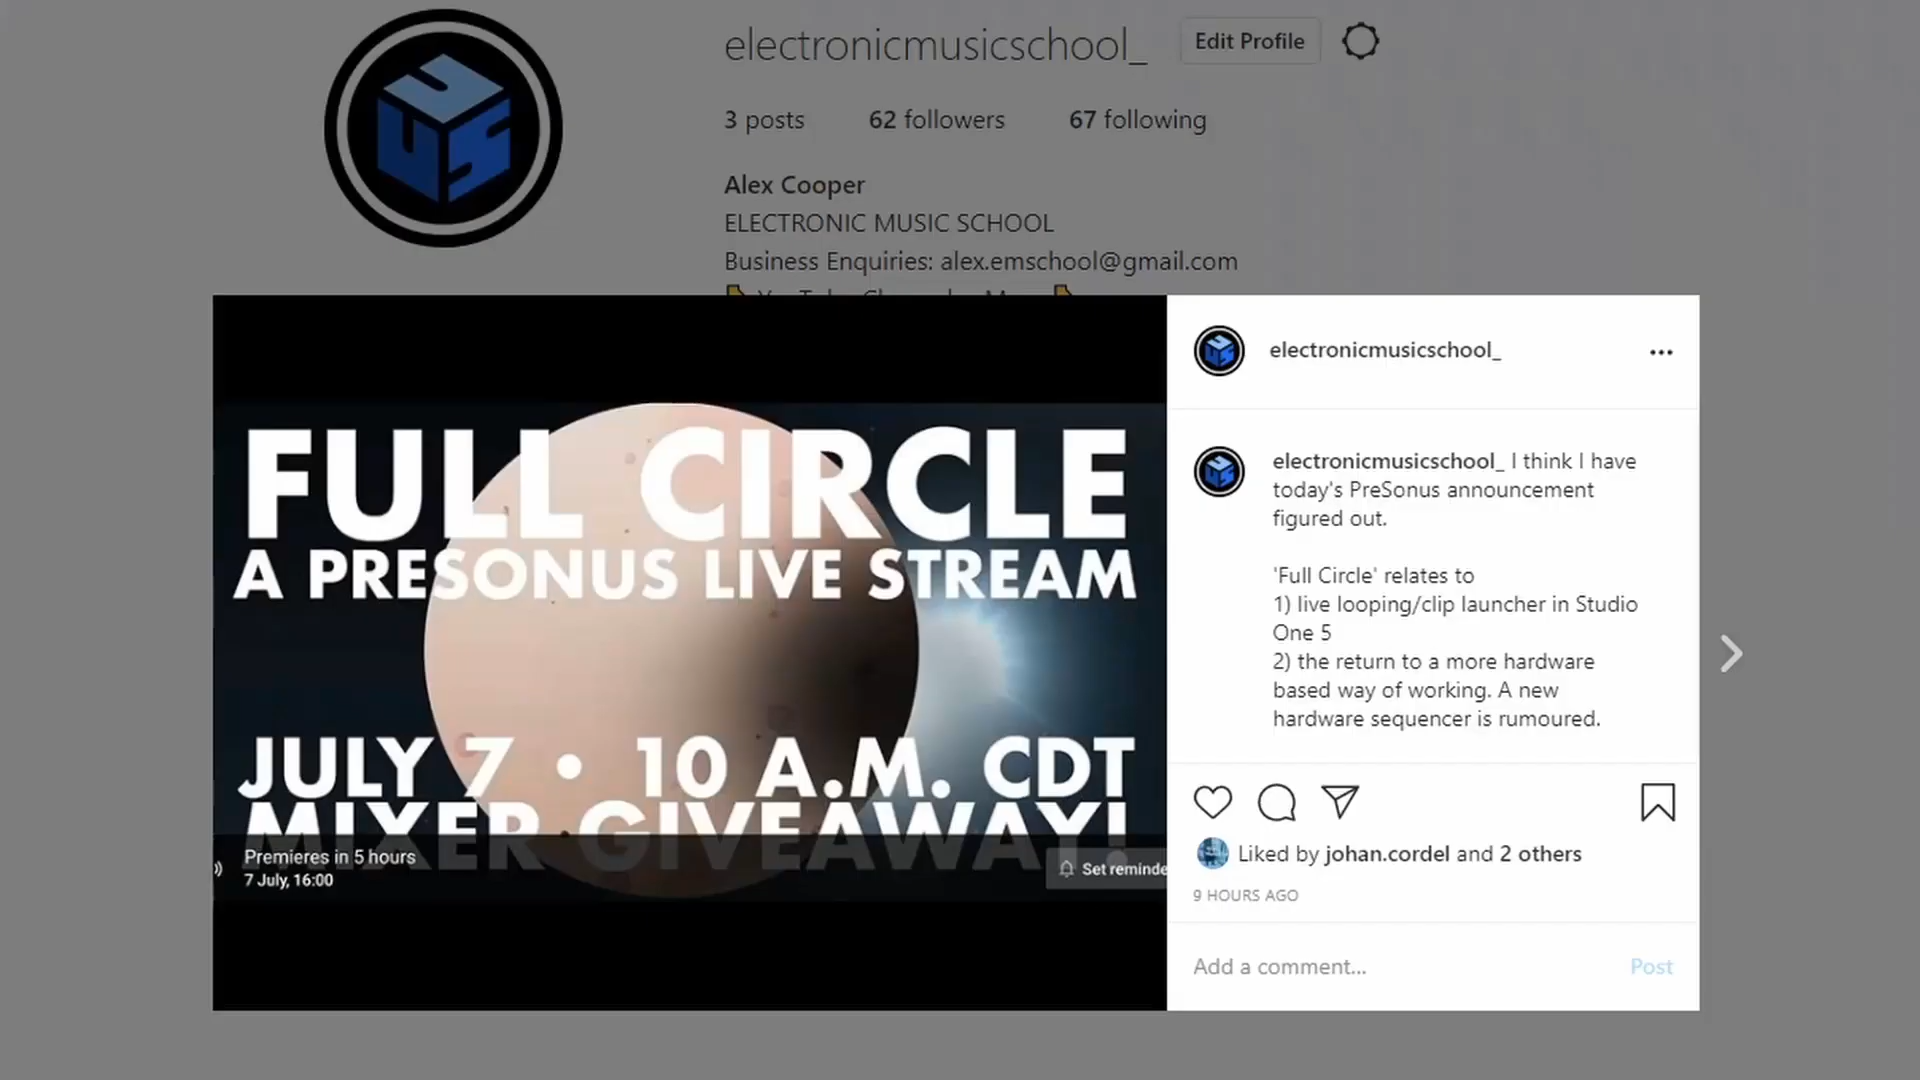 electronicmusicschool_
Edit Profile
3 posts
62 followers
67 following
Alex Cooper
ELECTRONIC MUSIC SCHOOL
Business Enquiries: alex.emschool@gmail.com
FULL CIRCLE
A PRESONUS LIVE STREAM
JULY 7 • 10 A.M. CDT
MIXER GIVEAWAY!
Premieres in 5 hours
7 July, 16:00
Set reminde
electronicmusicschool_
electronicmusicschool_ I think I have
today's PreSonus announcement
figured out.
'Full Circle' relates to
1) live looping/clip launcher in Studio
One 5
2) the return to a more hardware
based way of working. A new
hardware sequencer is rumoured.
Liked by johan.cordel and 2 others
9 HOURS AGO
Add a comment...
Post